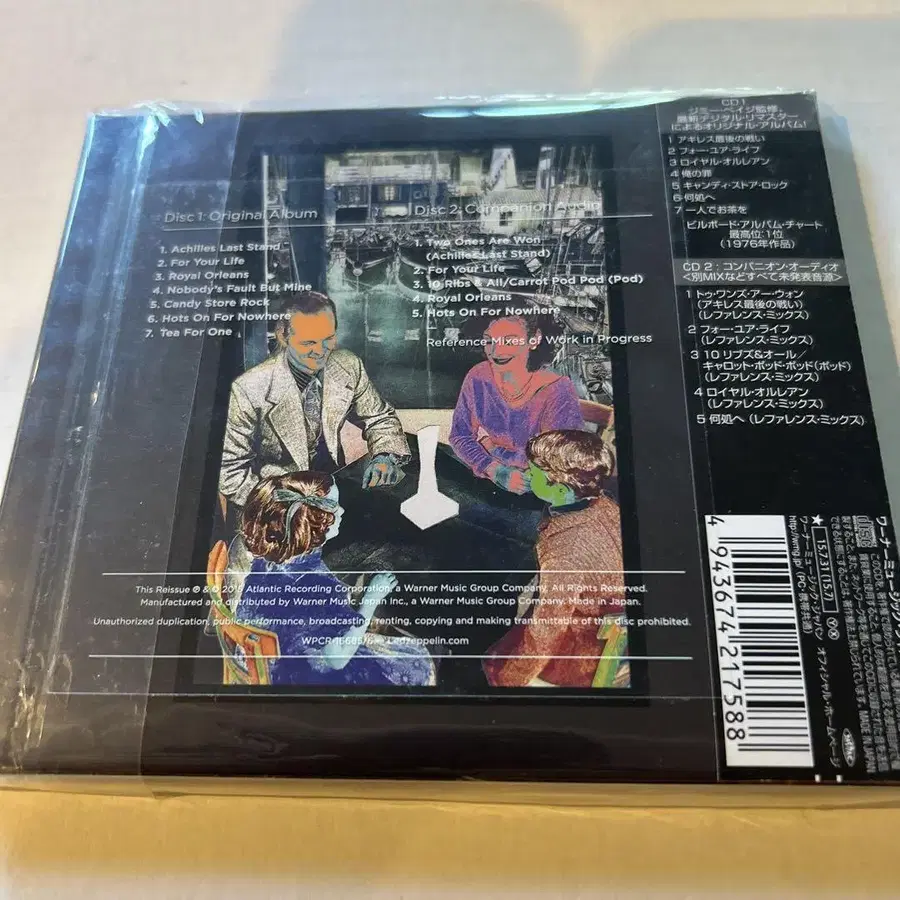 Disc 1: Original Album
1. Achilles Last Stand
2. For Your Life
3. Royal Orleans
4. Nobody's Fault But Mine
5. Candy Store Rock
6. Hots On For Nowhere
7. Tea For One
Disc 2: Companion Audio
1. Two Ones Are Won
(Achilles Last Stand)
2. For Your Life
3. 10 Ribs & All/Carrot Pod Pod (Pod)
4. Royal Orleans
5. Hots On For Nowhere
Reference Mixes of Work in Progress
This Reissue ℗ & © 2015 Atlantic Recording Corporation, a Warner Music Group Company. All Rights Reserved.
Manufactured and distributed by Warner Music Japan Inc., a Warner Music Group Company. Made in Japan.
Unauthorized duplication, public performance, broadcasting, renting, copying and making transmittable of this disc prohibited.
WPCR-16685/6 Ledzeppelin.com
CD 1
ジミー・ペイジ監修、
最新デジタル・リマスター
によるオリジナル・アルバム!
1 アキレス最後の戦い
2 フォー・ユア・ライフ
3 ロイヤル・オルレアン
4 俺の罪
5 キャンディ・ストア・ロック
6 何処へ
7 一人でお茶を
ビルボード・アルバム・チャート
最高位:1位
(1976年作品)
CD 2：コンパニオン・オーディオ
<別MIXなどすべて未発表音源>
1 トゥ・ワンズ・アー・ウォン
(アキレス最後の戦い)
(レファレンス・ミックス)
2 フォー・ユア・ライフ
(レファレンス・ミックス)
3 10 リブズ&オール／
キャロット・ポッド・ポッド(ポッド)
(レファレンス・ミックス)
4 ロイヤル・オルレアン
(レファレンス・ミックス)
5 何処へ (レファレンス・ミックス)
4 943674 217588
★ 15.7.31 (15.7.1)